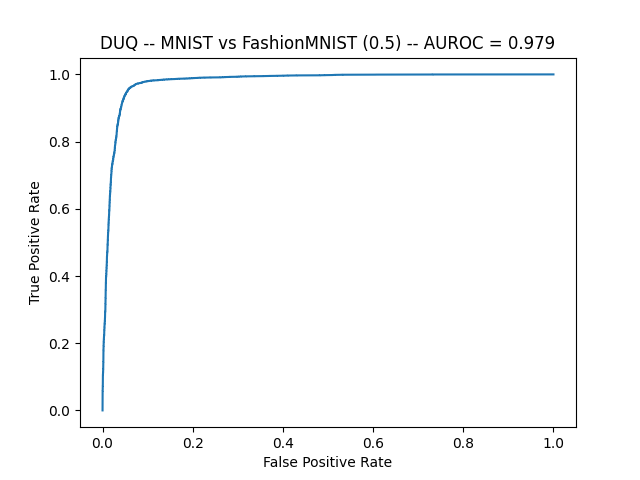 DUQ -- MNIST vs FashionMNIST (0.5) -- AUROC = 0.979
1.0
0.8
0.6
0.4
0.2
0.0
True Positive Rate
0.0 0.2 0.4 0.6 0.8 1.0
False Positive Rate